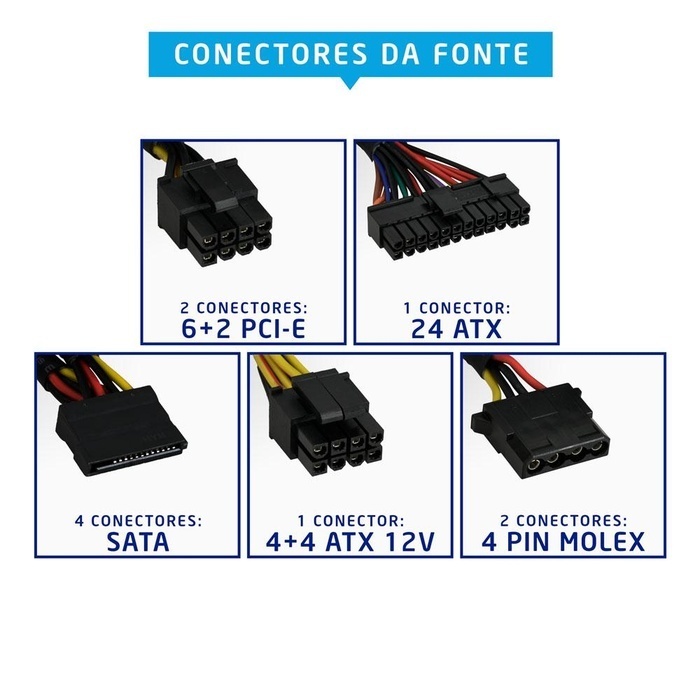 CONECTORES DA FONTE
2 CONECTORES:
6+2 PCI-E
1 CONECTOR:
24 ATX
4 CONECTORES:
SATA
1 CONECTOR:
4+4 ATX 12V
2 CONECTORES:
4 PIN MOLEX